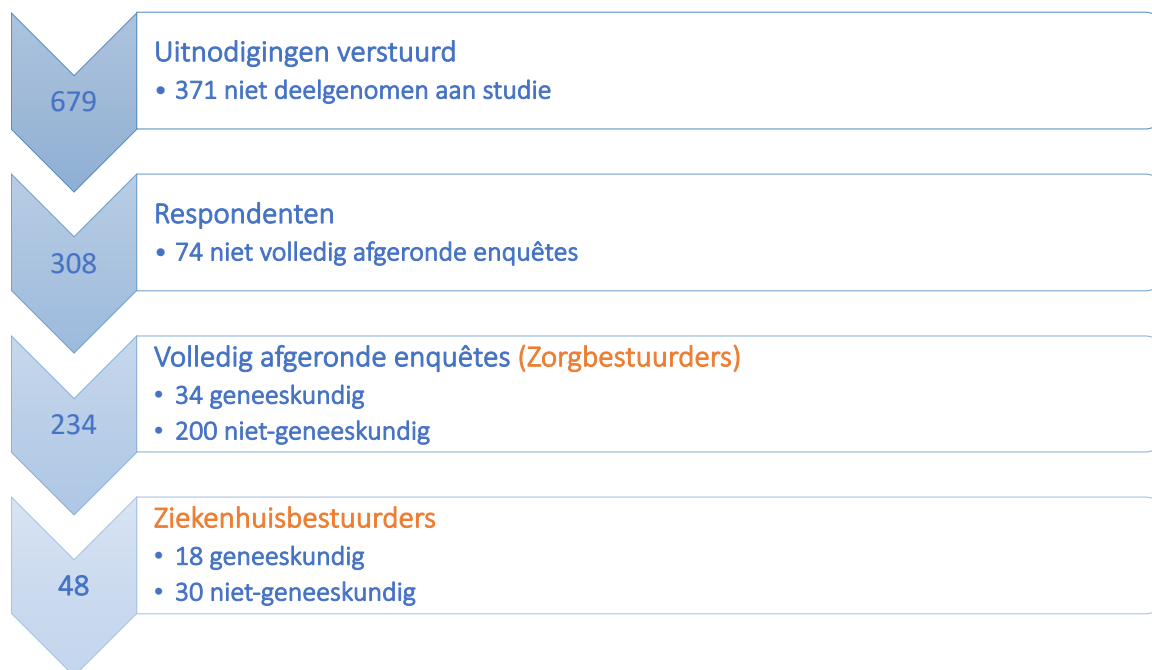 679
Uitnodigingen verstuurd
• 371 niet deelgenomen aan studie
308
Respondenten
• 74 niet volledig afgeronde enquêtes
234
Volledig afgeronde enquêtes (Zorgbestuurders)
• 34 geneeskundig
• 200 niet-geneeskundig
48
Ziekenhuisbestuurders
• 18 geneeskundig
• 30 niet-geneeskundig